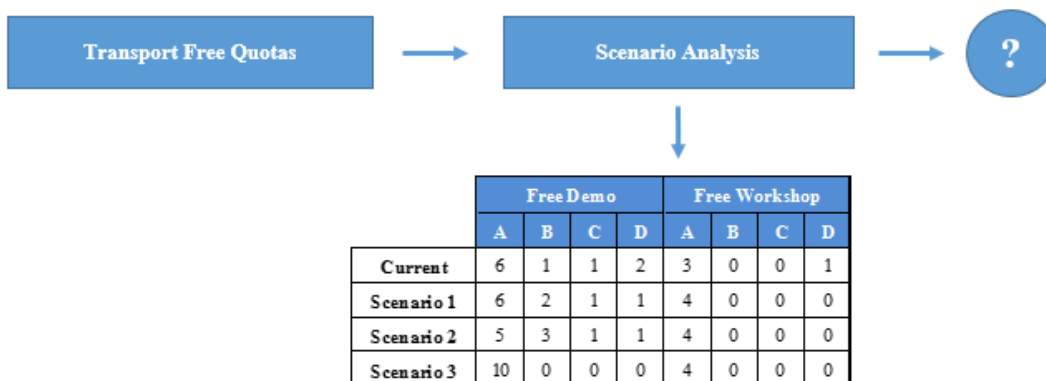 Transport Free Quotas
Scenario Analysis
?
Free Demo Free Workshop
A B C D A B C D
Current 6 1 1 2 3 0 0 1
Scenario 1 6 2 1 1 4 0 0 0
Scenario 2 5 3 1 1 4 0 0 0
Scenario 3 10 0 0 0 4 0 0 0